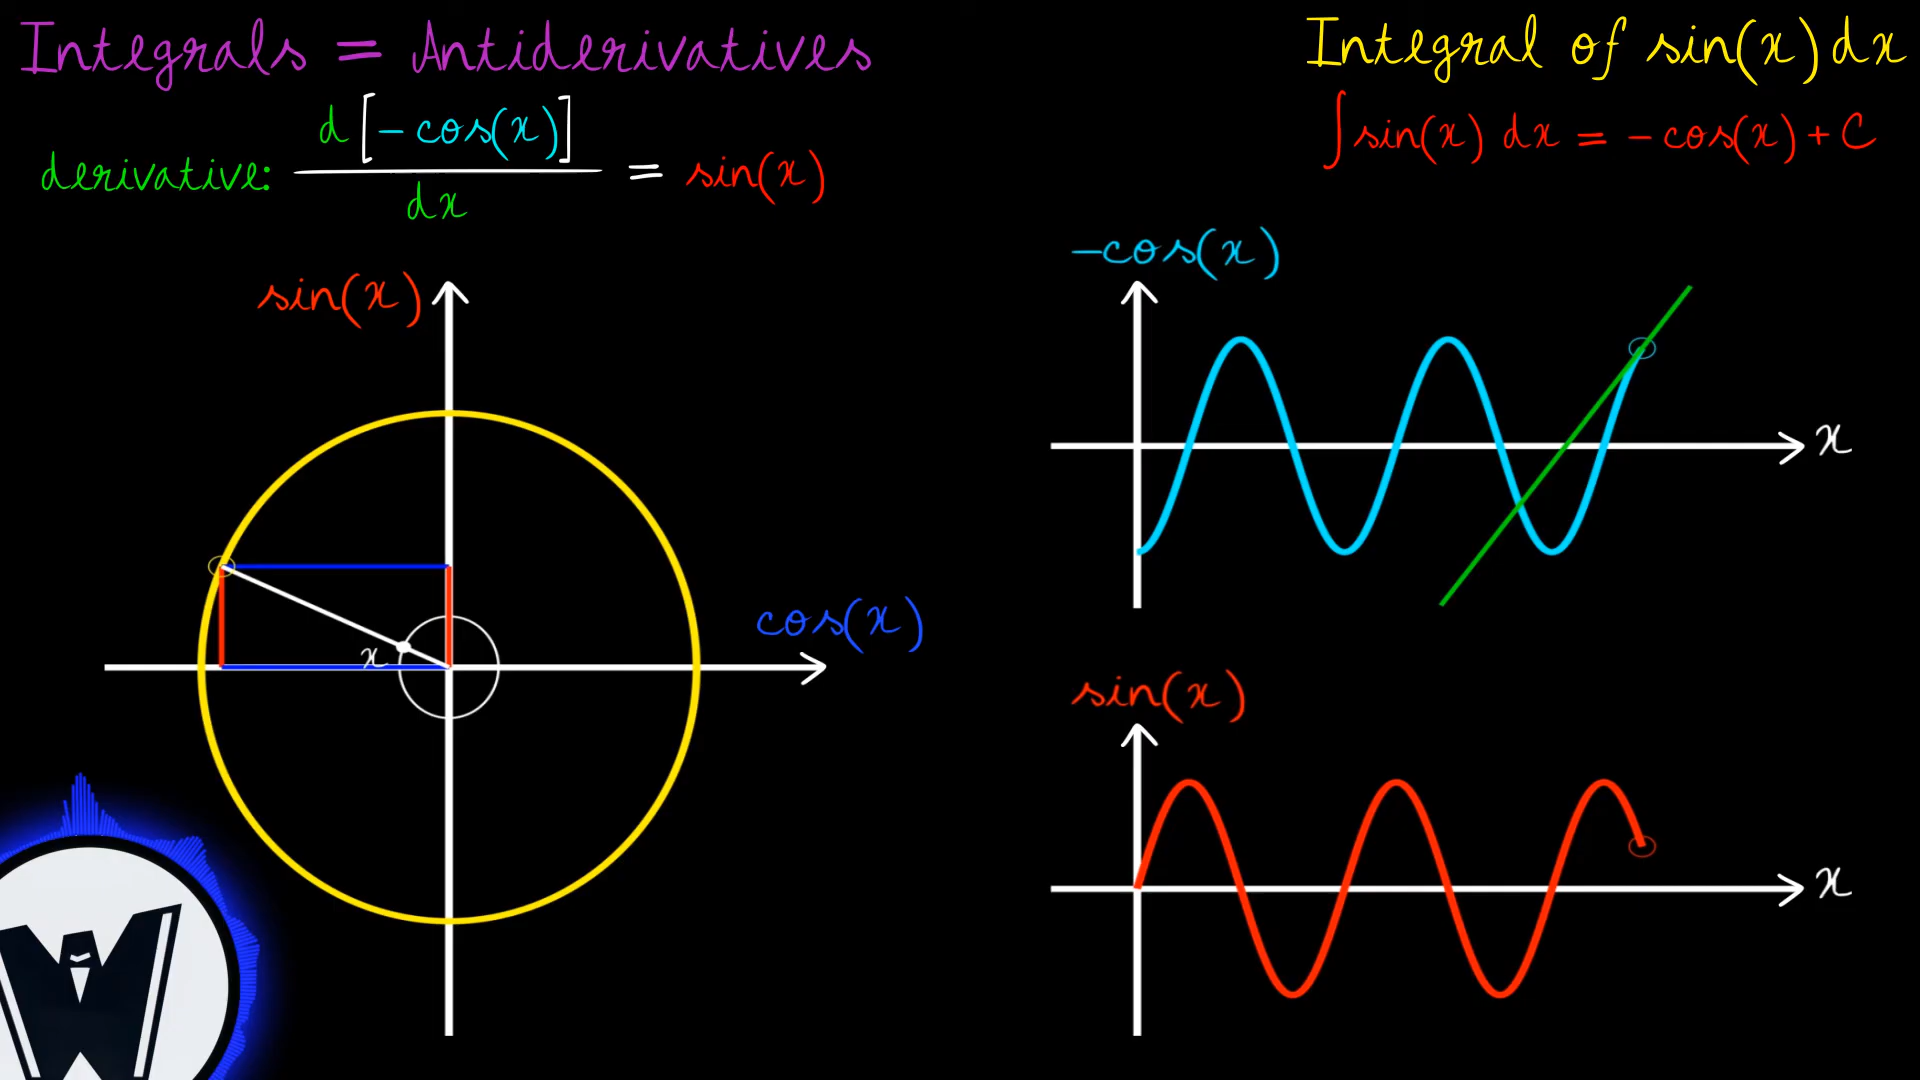 Integrals = Antiderivatives
Integral of sin(x) dx
derivative: d[-cos(x)]/dx = sin(x)
∫sin(x) dx = -cos(x) + C
sin(x)
cos(x)
x
-cos(x)
x
sin(x)
x
W